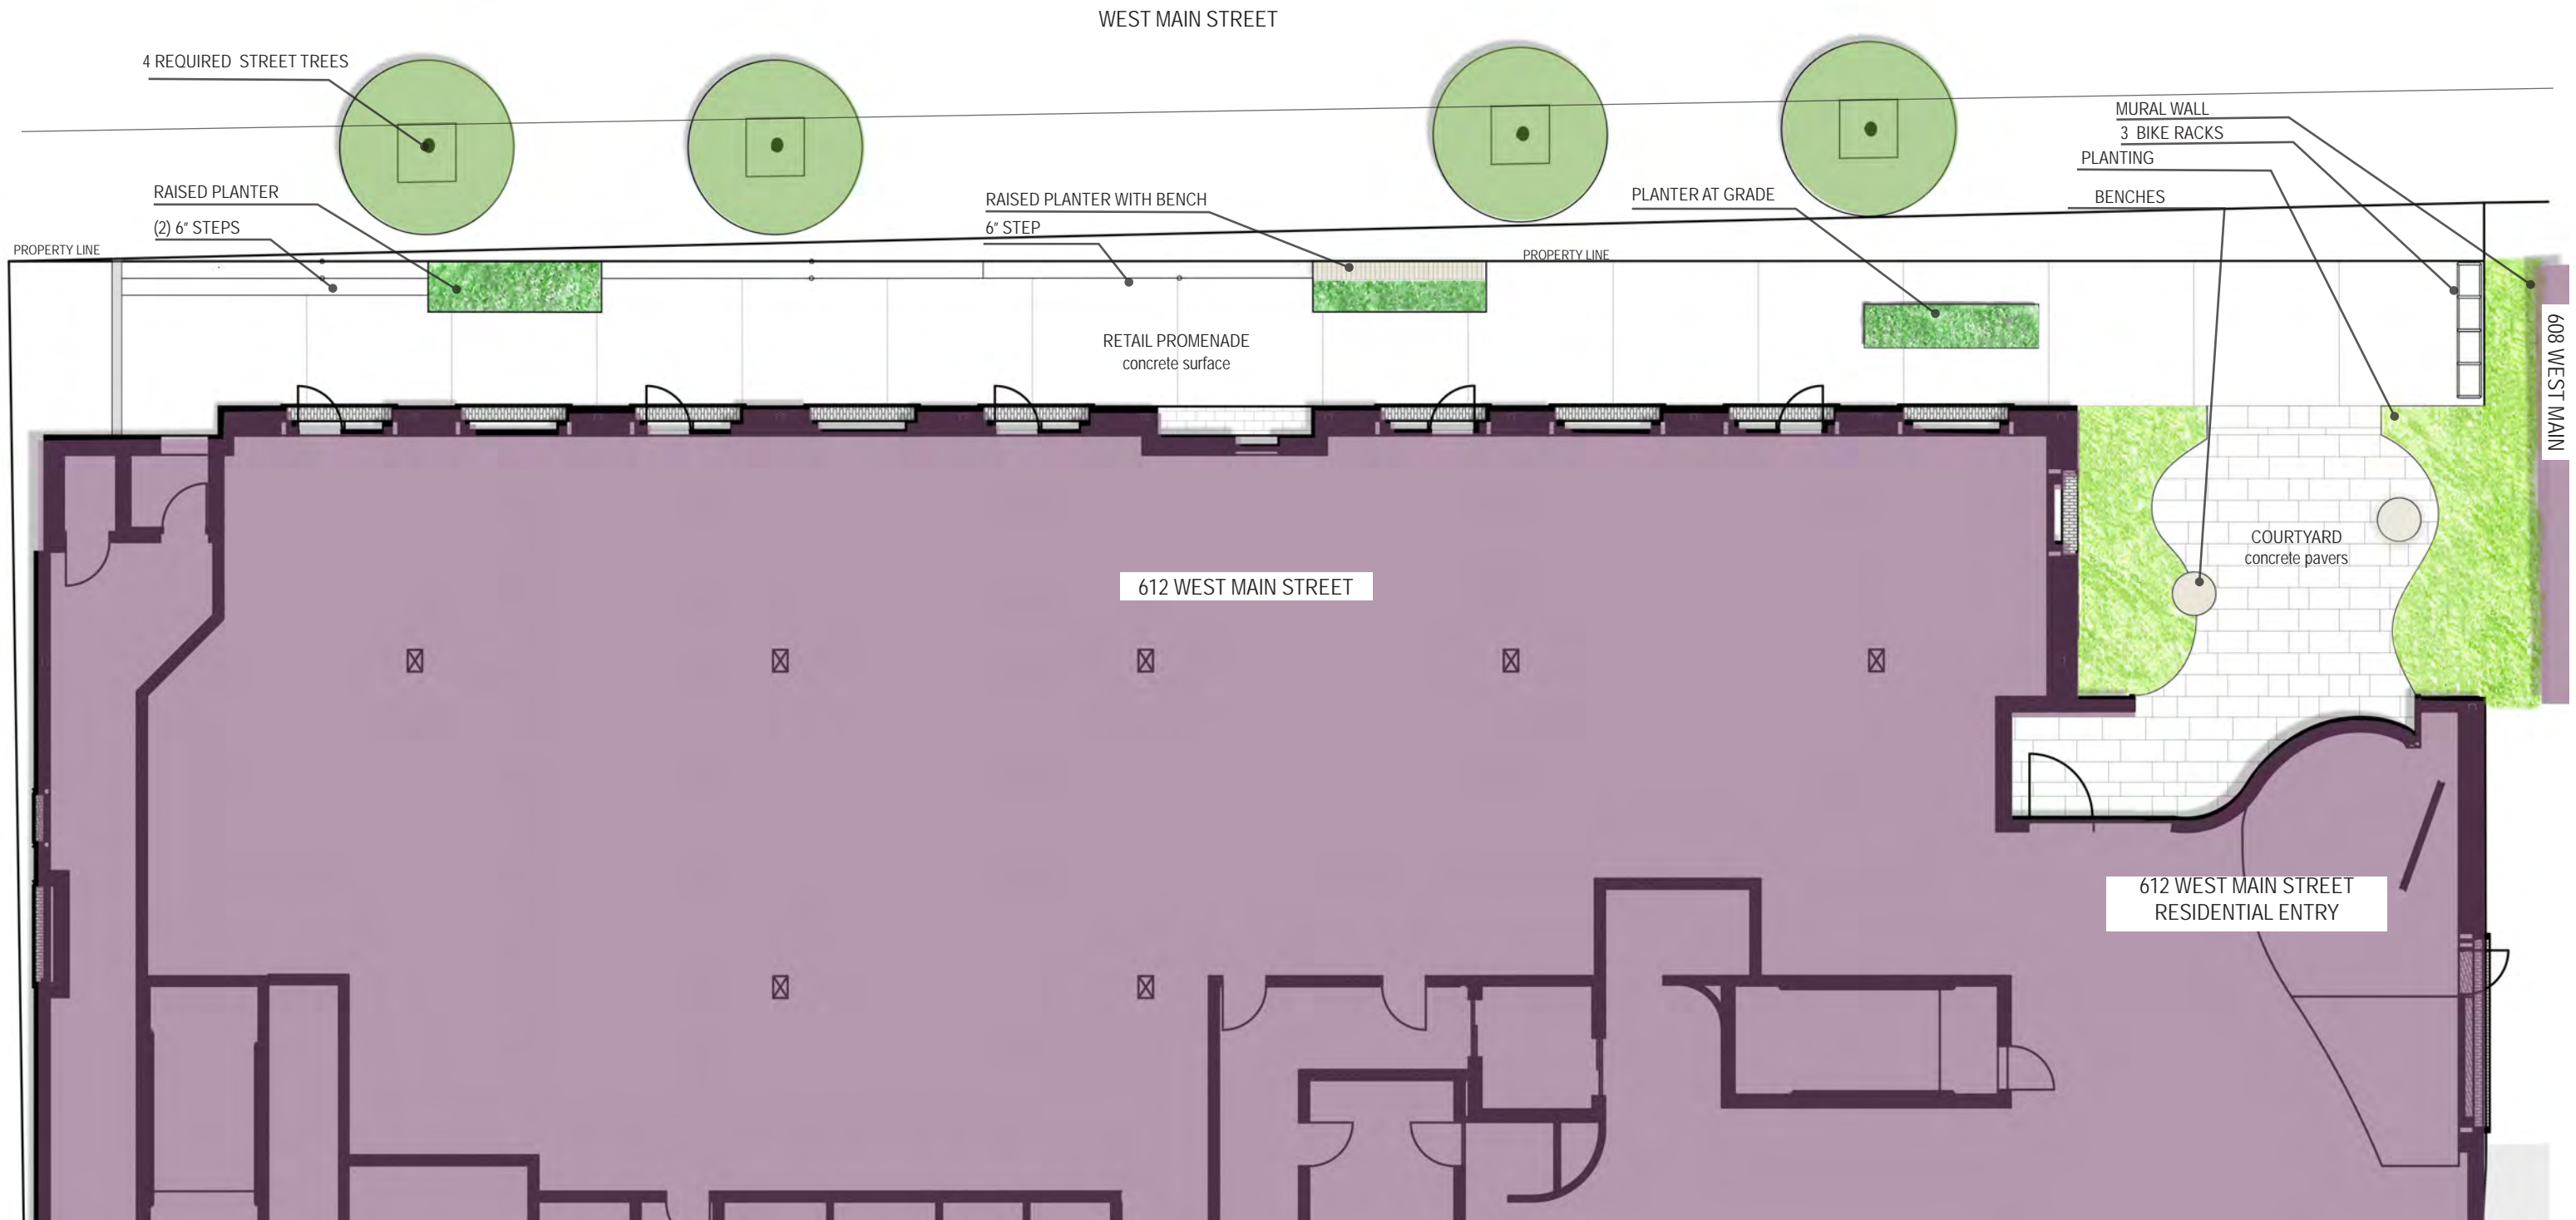 WEST MAIN STREET
4 REQUIRED STREET TREES
MURAL WALL
3 BIKE RACKS
PLANTING
BENCHES
RAISED PLANTER
(2) 6" STEPS
RAISED PLANTER WITH BENCH
6" STEP
PLANTER AT GRADE
PROPERTY LINE
PROPERTY LINE
RETAIL PROMENADE
concrete surface
608 WEST MAIN
COURTYARD
concrete pavers
612 WEST MAIN STREET
612 WEST MAIN STREET
RESIDENTIAL ENTRY